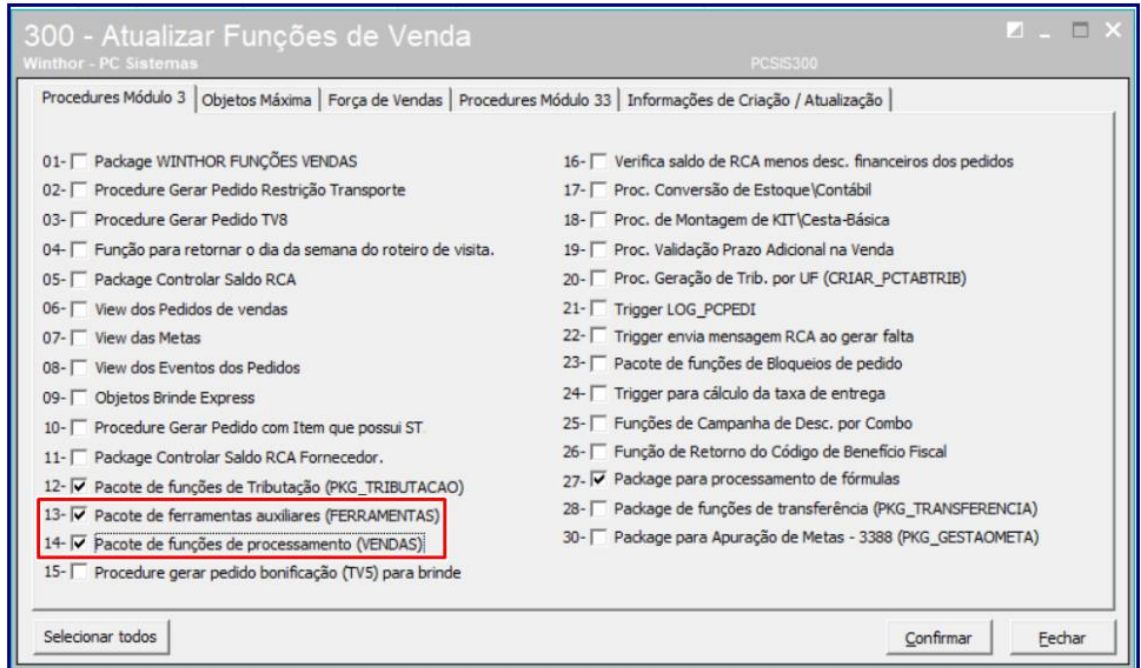 300 - Atualizar Funções de Venda
Winthor - PC Sistemas
PCSIS300
Procedures Módulo 3
Objetos Máxima
Força de Vendas
Procedures Módulo 33
Informações de Criação / Atualização
01- Package WINTHOR FUNÇÕES VENDAS
02- Procedure Gerar Pedido Restrição Transporte
03- Procedure Gerar Pedido TV8
04- Função para retornar o dia da semana do roteiro de visita.
05- Package Controlar Saldo RCA
06- View dos Pedidos de vendas
07- View das Metas
08- View dos Eventos dos Pedidos
09- Objetos Brinde Express
10- Procedure Gerar Pedido com Item que possui ST
11- Package Controlar Saldo RCA Fornecedor.
12- Pacote de funções de Tributação (PKG_TRIBUTACAO)
13- Pacote de ferramentas auxiliares (FERRAMENTAS)
14- Pacote de funções de processamento (VENDAS)
15- Procedure gerar pedido bonificação (TV5) para brinde
16- Verifica saldo de RCA menos desc. financeiros dos pedidos
17- Proc. Conversão de Estoque\Contábil
18- Proc. de Montagem de KIT\Cesta-Básica
19- Proc. Validação Prazo Adicional na Venda
20- Proc. Geração de Trib. por UF (CRIAR_PCTABTRIB)
21- Trigger LOG_PCPEDI
22- Trigger envia mensagem RCA ao gerar falta
23- Pacote de funções de Bloqueios de pedido
24- Trigger para cálculo da taxa de entrega
25- Funções de Campanha de Desc. por Combo
26- Função de Retorno do Código de Benefício Fiscal
27- Package para processamento de fórmulas
28- Package de funções de transferência (PKG_TRANSFERENCIA)
30- Package para Apuração de Metas - 3388 (PKG_GESTAOMETA)
Selecionar todos
Confirmar
Fechar